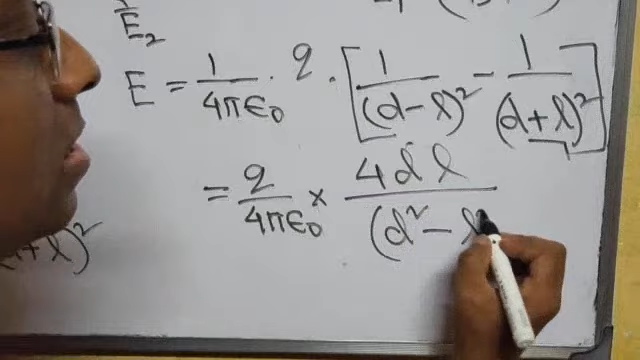 E₂
E = 1/4πϵ₀ · q · [1/(d-l)² - 1/(d+l)²]
= q/4πϵ₀ × 4dl/(d² - l
+l)²